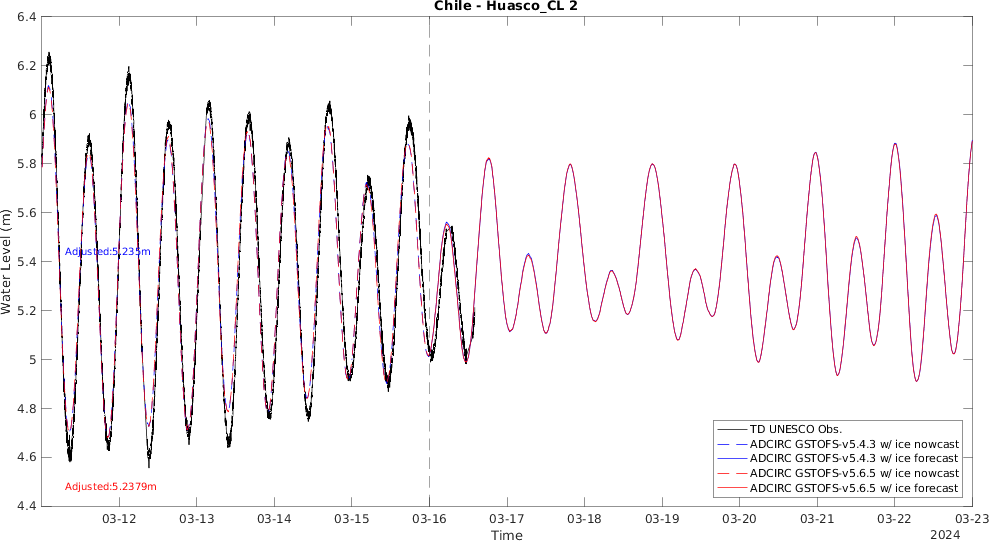 Chile - Huasco_CL 2
6.4
6.2
6
5.8
5.6
5.4
5.2
5
4.8
4.6
4.4
Water Level (m)
Adjusted:5.235m
Adjusted:5.2379m
TD UNESCO Obs.
ADCIRC GSTOFS-v5.4.3 w/ ice nowcast
ADCIRC GSTOFS-v5.4.3 w/ ice forecast
ADCIRC GSTOFS-v5.6.5 w/ ice nowcast
ADCIRC GSTOFS-v5.6.5 w/ ice forecast
03-12 03-13 03-14 03-15 03-16 03-17 03-18 03-19 03-20 03-21 03-22 03-23
Time
2024